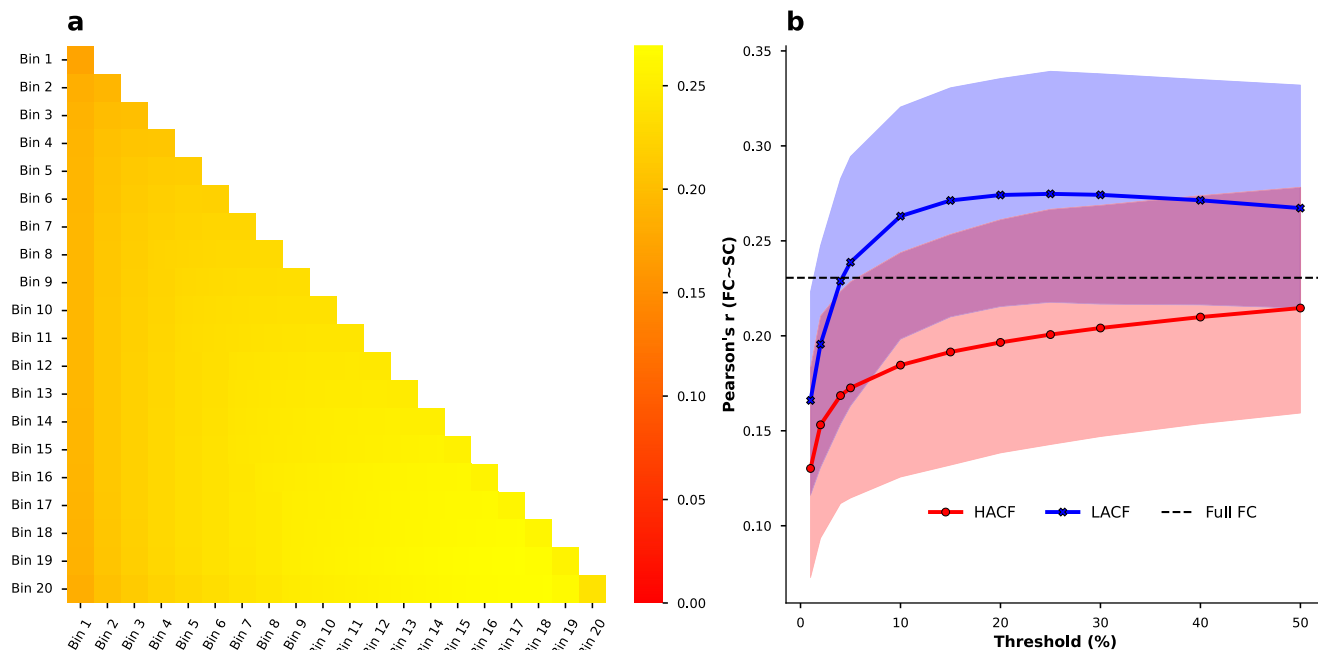 a
Bin 1
Bin 2
Bin 3
Bin 4
Bin 5
Bin 6
Bin 7
Bin 8
Bin 9
Bin 10
Bin 11
Bin 12
Bin 13
Bin 14
Bin 15
Bin 16
Bin 17
Bin 18
Bin 19
Bin 20
Bin 1
Bin 2
Bin 3
Bin 4
Bin 5
Bin 6
Bin 7
Bin 8
Bin 9
Bin 10
Bin 11
Bin 12
Bin 13
Bin 14
Bin 15
Bin 16
Bin 17
Bin 18
Bin 19
Bin 20
0.25
0.20
0.15
0.10
0.05
0.00
b
Pearson's r (FC~SC)
0.35
0.30
0.25
0.20
0.15
0.10
HACF
LACF
Full FC
0 10 20 30 40 50
Threshold (%)